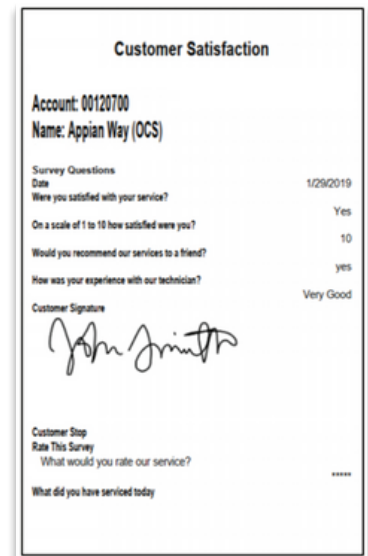 Customer Satisfaction
Account: 00120700
Name: Appian Way (OCS)
Survey Questions
Date
1/29/2019
Were you satisfied with your service?
Yes
On a scale of 1 to 10 how satisfied were you?
10
Would you recommend our services to a friend?
yes
How was your experience with our technician?
Very Good
Customer Signature
John Smith
Customer Stop
Rate This Survey
What would you rate our service?
*****
What did you have serviced today